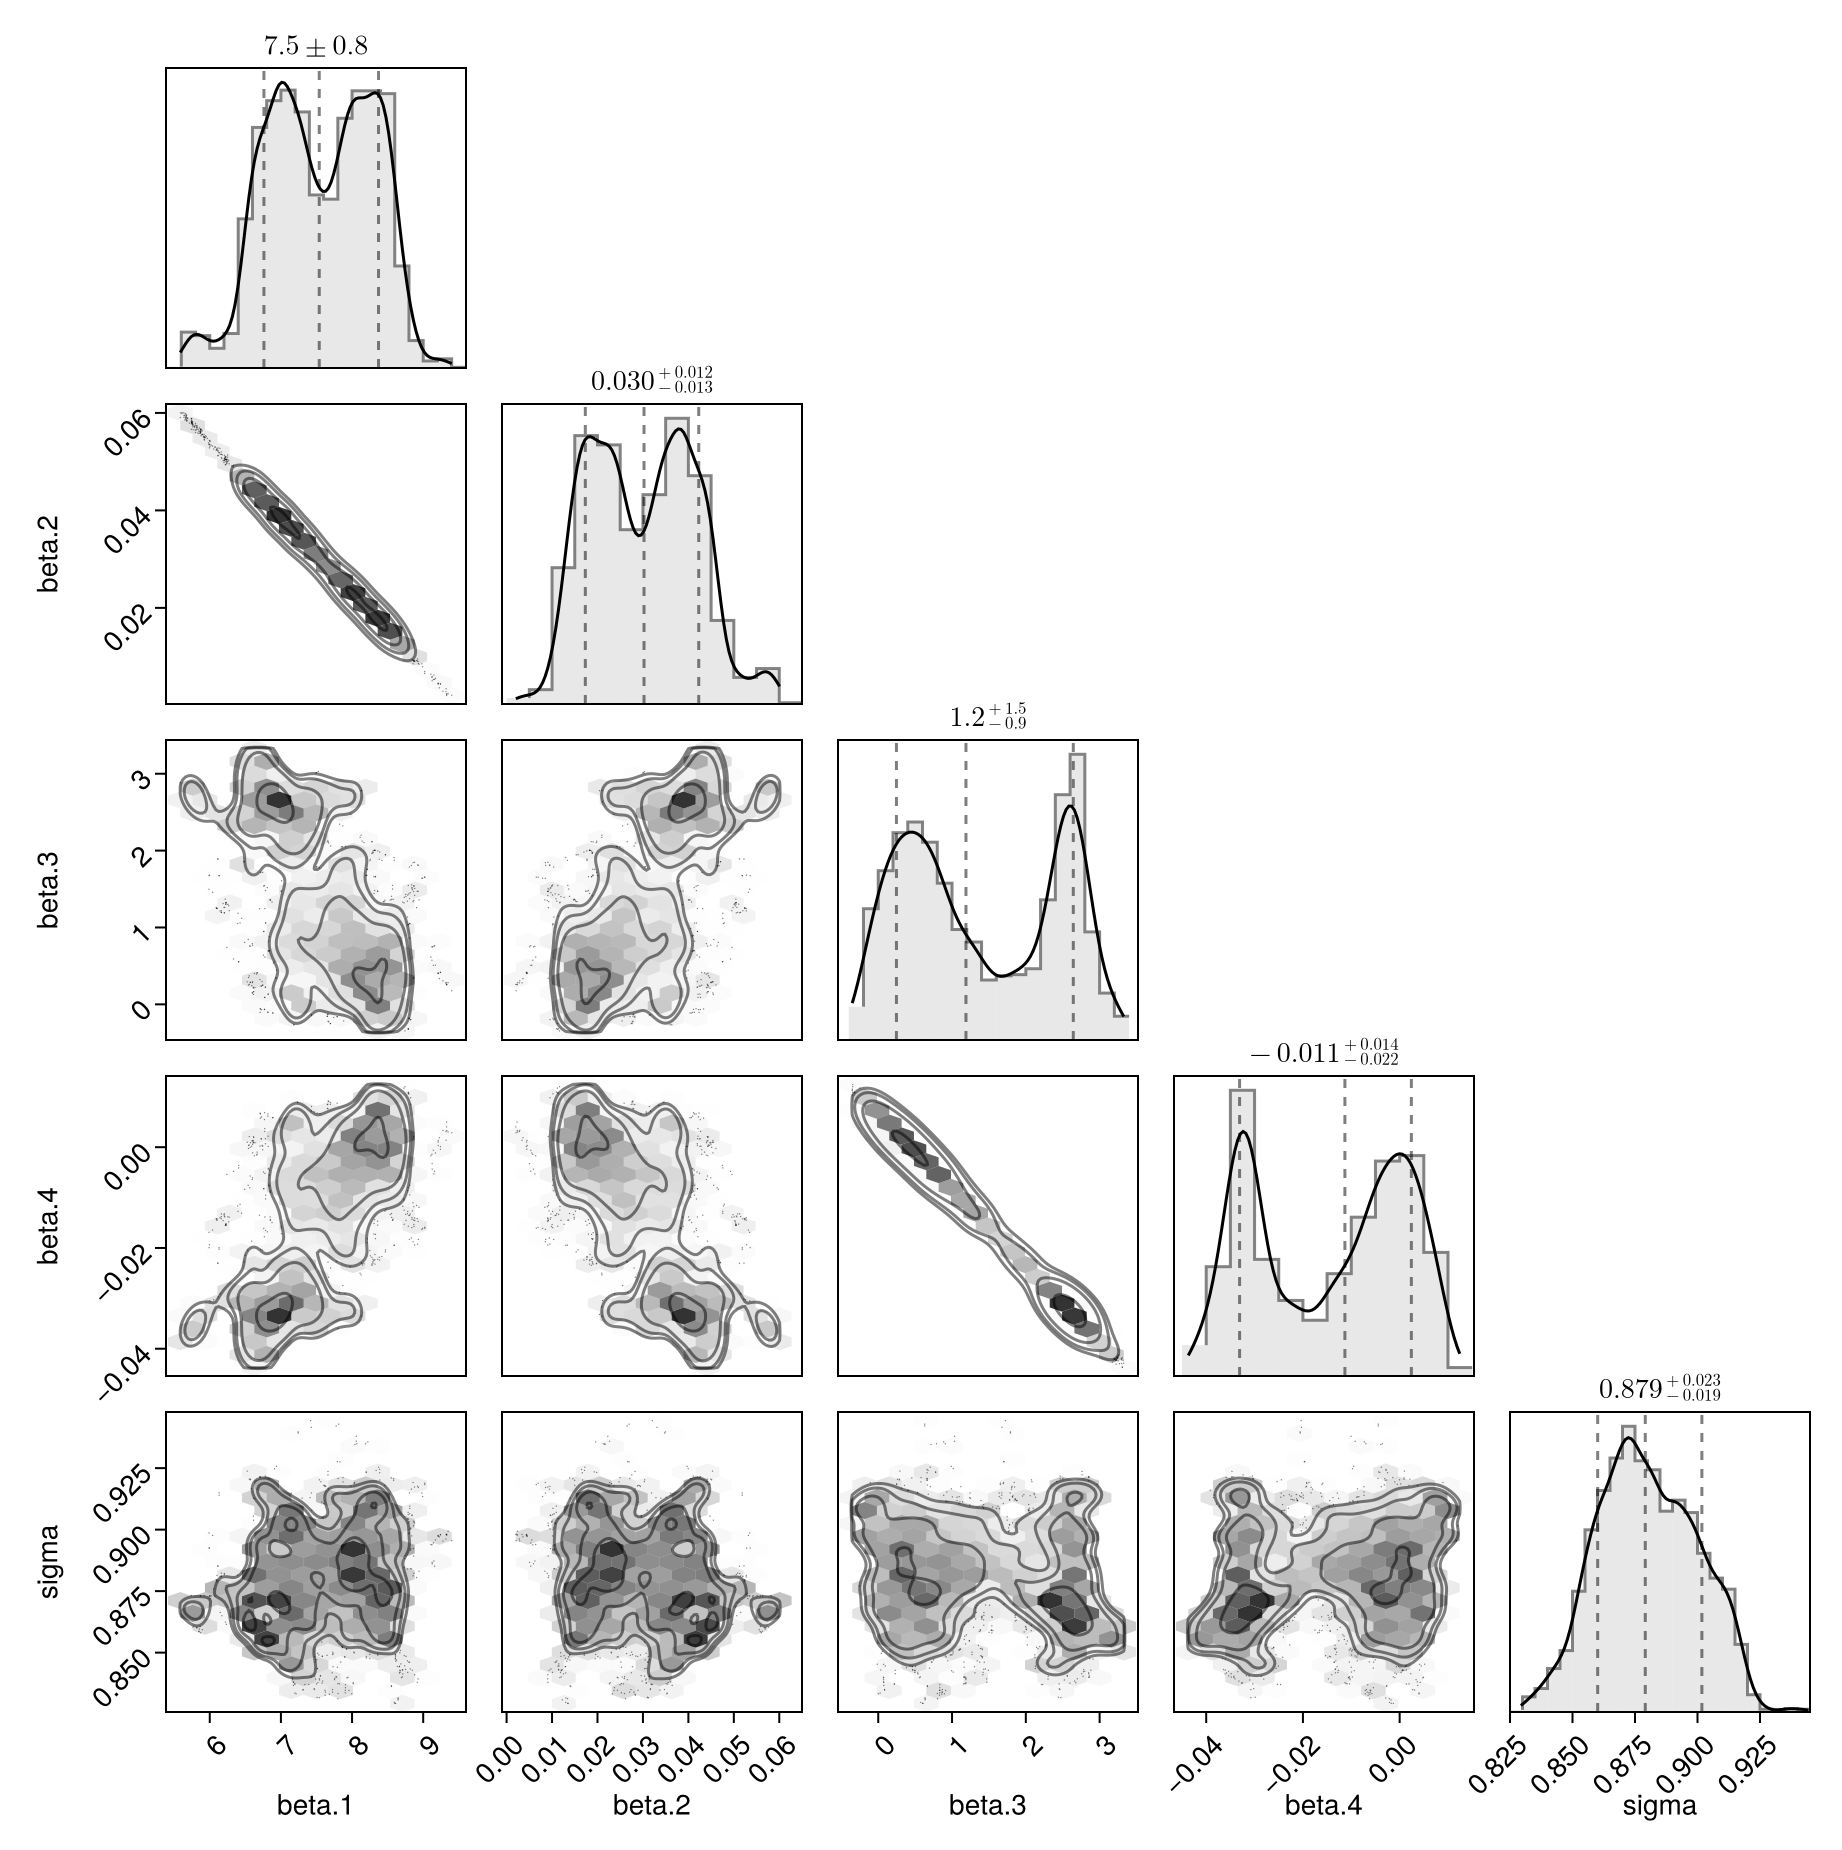 7.5 ± 0.8
0.06
0.04
0.02
beta.2
0.030 +0.012 −0.013
3
2
1
0
beta.3
1.2 +1.5 −0.9
0.00
−0.02
−0.04
beta.4
−0.011 +0.014 −0.022
0.925
0.900
0.875
0.850
sigma
0.879 +0.023 −0.019
6 7 8 9
0.00 0.01 0.02 0.03 0.04 0.05 0.06
0 1 2 3
−0.04 −0.02 0.00
0.825 0.850 0.875 0.900 0.925
beta.1 beta.2 beta.3 beta.4 sigma